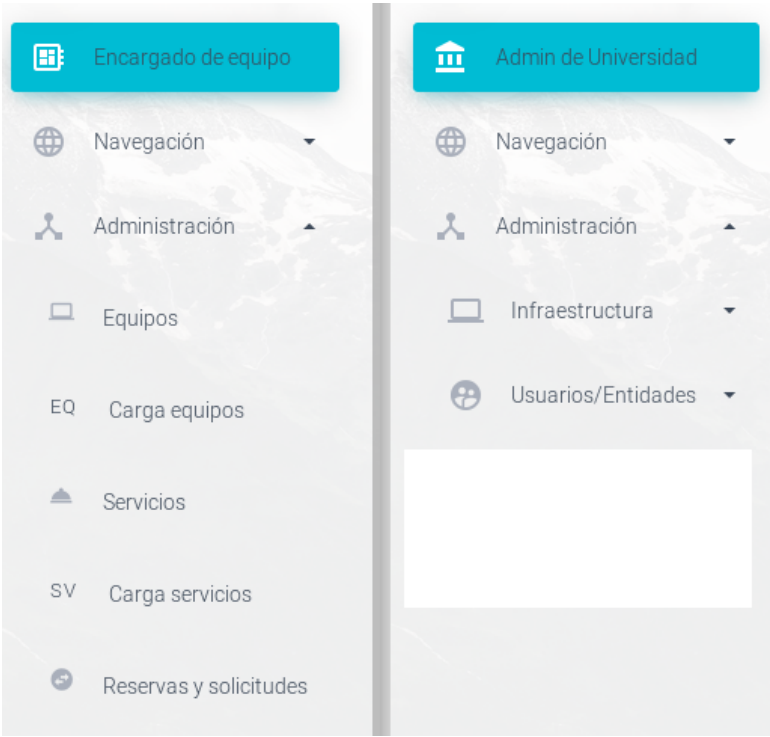 Encargado de equipo
Navegación
Administración
Equipos
EQ Carga equipos
Servicios
SV Carga servicios
Reservas y solicitudes
Admin de Universidad
Navegación
Administración
Infraestructura
Usuarios/Entidades